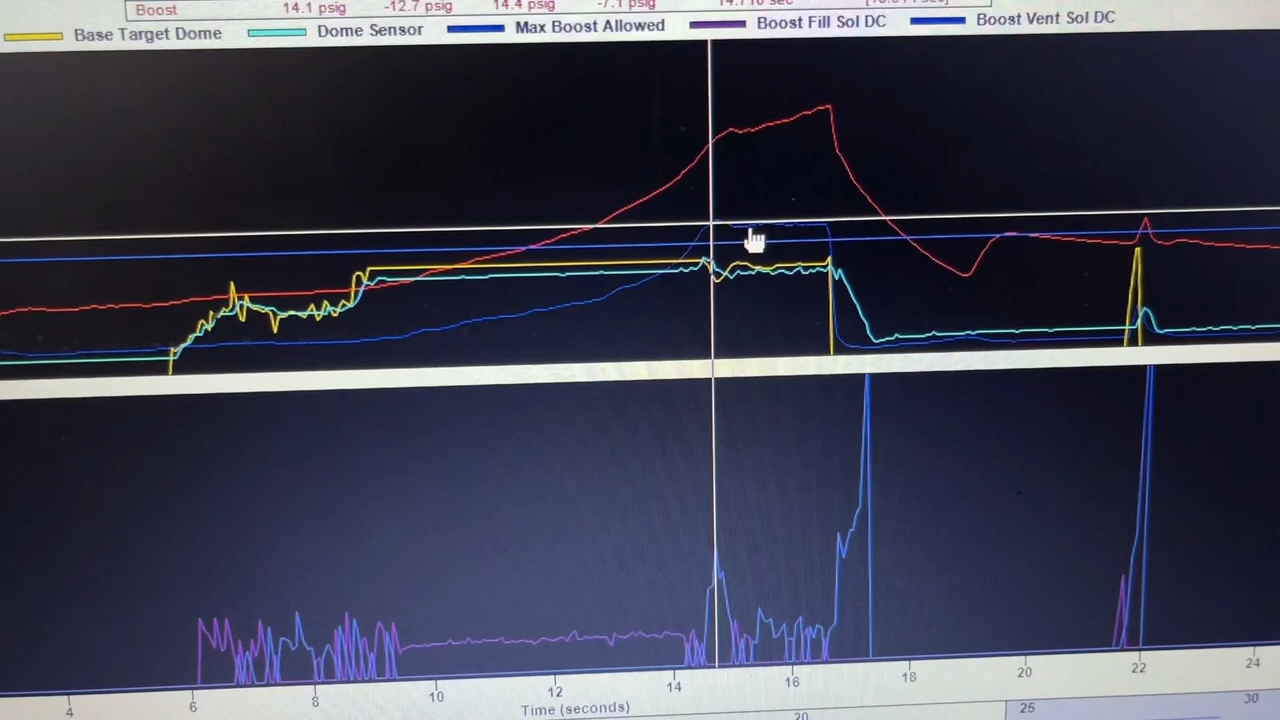 Boost 14.1 psig -12.7 psig 14.4 psig -7.1 psig
Base Target Dome Dome Sensor Max Boost Allowed Boost Fill Sol DC Boost Vent Sol DC
4 6 8 10 12 14 16 18 20 22 24
Time (seconds)
20 25 30